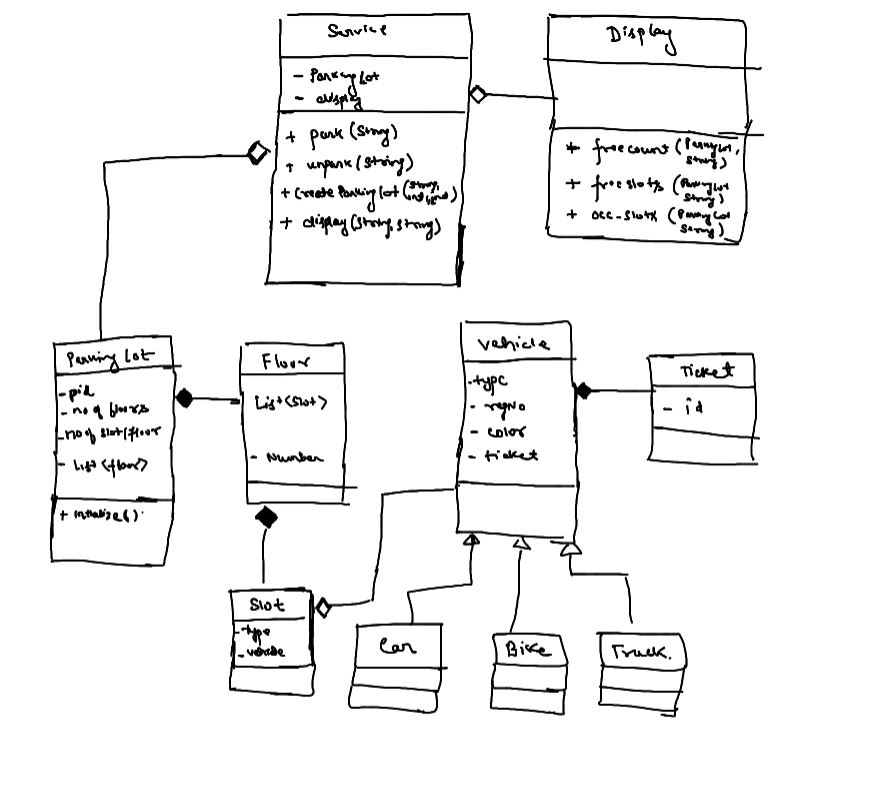 Service
- Parking Lot
- display
+ park (String)
+ unpark (String)
+ Create Parking Lot (String,
+ display (String, String)
Display
+ free count (Parking Lot,
String)
+ free slots (Parking Lot
String)
+ occ-slots (Parking Lot
String)
Parking Lot
- pid
- no of floors
- no of slot/floor
- List <floor>
+ initialize( )
Floor
List <Slot>
- Number
Vehicle
- type
- regNo
- color
- ticket
Ticket
- id
Slot
- type
- vehicle
Car
Bike
Truck.